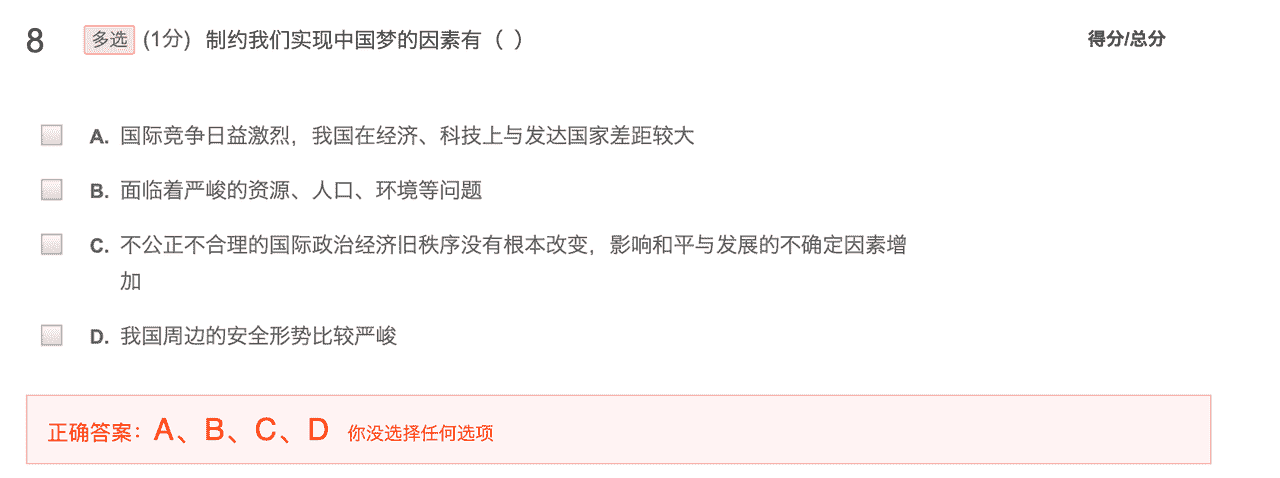 8 多选 (1分) 制约我们实现中国梦的因素有（ ） 得分/总分
A. 国际竞争日益激烈，我国在经济、科技上与发达国家差距较大
B. 面临着严峻的资源、人口、环境等问题
C. 不公正不合理的国际政治经济旧秩序没有根本改变，影响和平与发展的不确定因素增
加
D. 我国周边的安全形势比较严峻
正确答案：A、B、C、D 你没选择任何选项